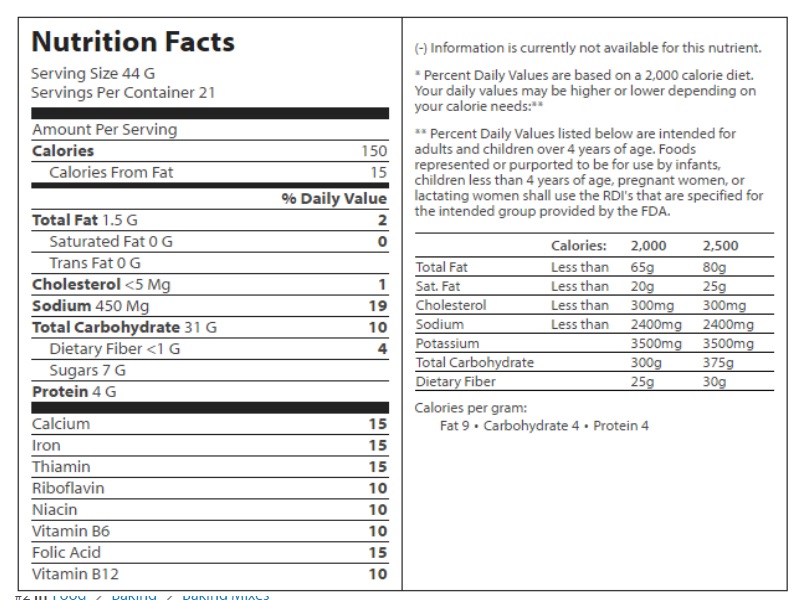 Nutrition Facts
Serving Size 44 G
Servings Per Container 21
Amount Per Serving
Calories 150
Calories From Fat 15
% Daily Value
Total Fat 1.5 G 2
Saturated Fat 0 G 0
Trans Fat 0 G
Cholesterol <5 Mg 1
Sodium 450 Mg 19
Total Carbohydrate 31 G 10
Dietary Fiber <1 G 4
Sugars 7 G
Protein 4 G
Calcium 15
Iron 15
Thiamin 15
Riboflavin 10
Niacin 10
Vitamin B6 10
Folic Acid 15
Vitamin B12 10
(-) Information is currently not available for this nutrient.
* Percent Daily Values are based on a 2,000 calorie diet.
Your daily values may be higher or lower depending on
your calorie needs:**
** Percent Daily Values listed below are intended for
adults and children over 4 years of age. Foods
represented or purported to be for use by infants,
children less than 4 years of age, pregnant women, or
lactating women shall use the RDI's that are specified for
the intended group provided by the FDA.
Calories: 2,000 2,500
Total Fat Less than 65g 80g
Sat. Fat Less than 20g 25g
Cholesterol Less than 300mg 300mg
Sodium Less than 2400mg 2400mg
Potassium 3500mg 3500mg
Total Carbohydrate 300g 375g
Dietary Fiber 25g 30g
Calories per gram:
Fat 9 • Carbohydrate 4 • Protein 4
#2 in Food > Baking > Baking Mixes